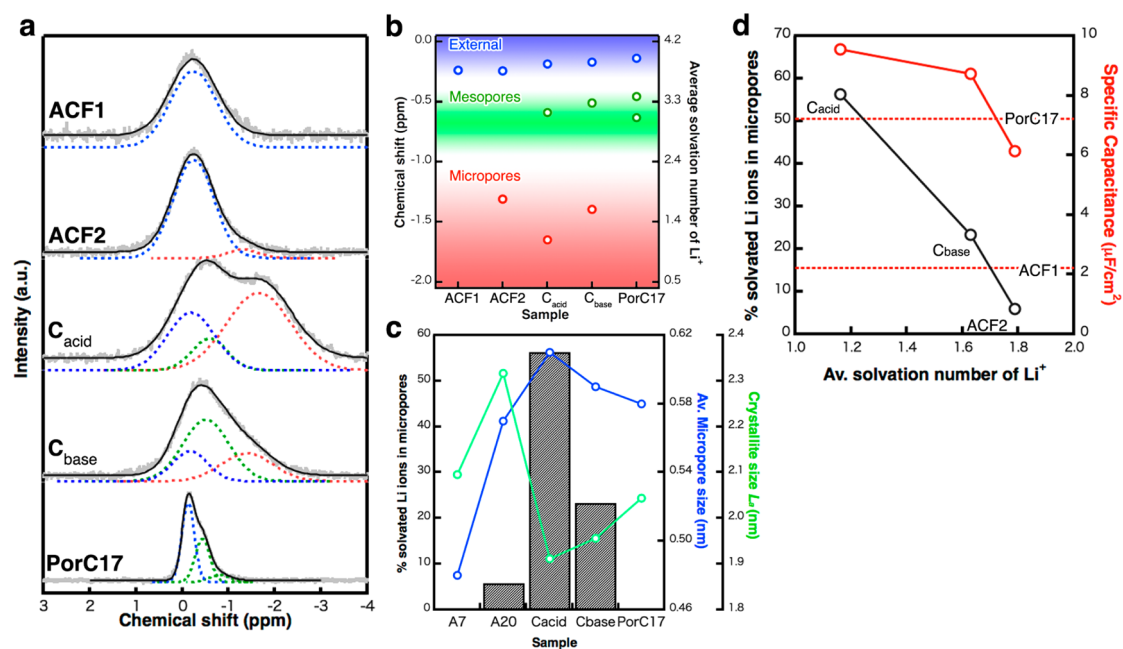 a
ACF1
ACF2
Cacid
Cbase
PorC17
Intensity (a.u.)
3 2 1 0 -1 -2 -3 -4
Chemical shift (ppm)
b
0.0
-0.5
-1.0
-1.5
-2.0
Chemical shift (ppm)
External
Mesopores
Micropores
4.2
3.3
2.4
1.4
0.5
Average solvation number of Li+
ACF1 ACF2 Cacid Cbase PorC17
Sample
c
60
50
40
30
20
10
0
% solvated Li ions in micropores
0.62
0.58
0.54
0.50
0.46
Av. Micropore size (nm)
2.4
2.3
2.2
2.1
2.0
1.9
1.8
Crystallite size La (nm)
A7 A20 Cacid Cbase PorC17
Sample
d
70
60
50
40
30
20
10
0
% solvated Li ions in micropores
Cacid
PorC17
Cbase
ACF1
ACF2
10
8
6
4
2
0
Specific Capacitance (μF/cm2)
1.0 1.2 1.4 1.6 1.8 2.0
Av. solvation number of Li+